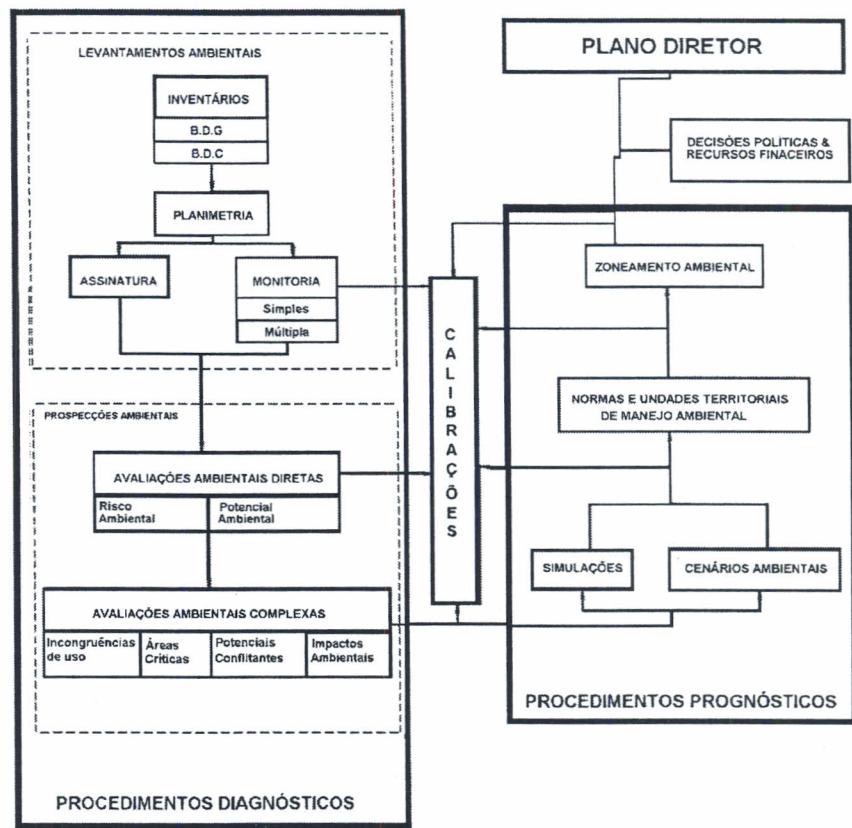 LEVANTAMENTOS AMBIENTAIS
INVENTÁRIOS
B.D.G
B.D.C
PLANIMETRIA
ASSINATURA
MONITORIA
Simples
Múltipla
PROSPECÇÕES AMBIENTAIS
AVALIAÇÕES AMBIENTAIS DIRETAS
Risco
Ambiental
Potencial
Ambiental
AVALIAÇÕES AMBIENTAIS COMPLEXAS
Incongruências
de uso
Áreas
Criticas
Potenciais
Conflitantes
Impactos
Ambientais
PROCEDIMENTOS DIAGNÓSTICOS
CALIBRAÇÕES
PLANO DIRETOR
DECISÕES POLÍTICAS &
RECURSOS FINACEIROS
ZONEAMENTO AMBIENTAL
NORMAS E UNDADES TERRITORIAIS
DE MANEJO AMBIENTAL
SIMULAÇÕES
CENÁRIOS AMBIENTAIS
PROCEDIMENTOS PROGNÓSTICOS